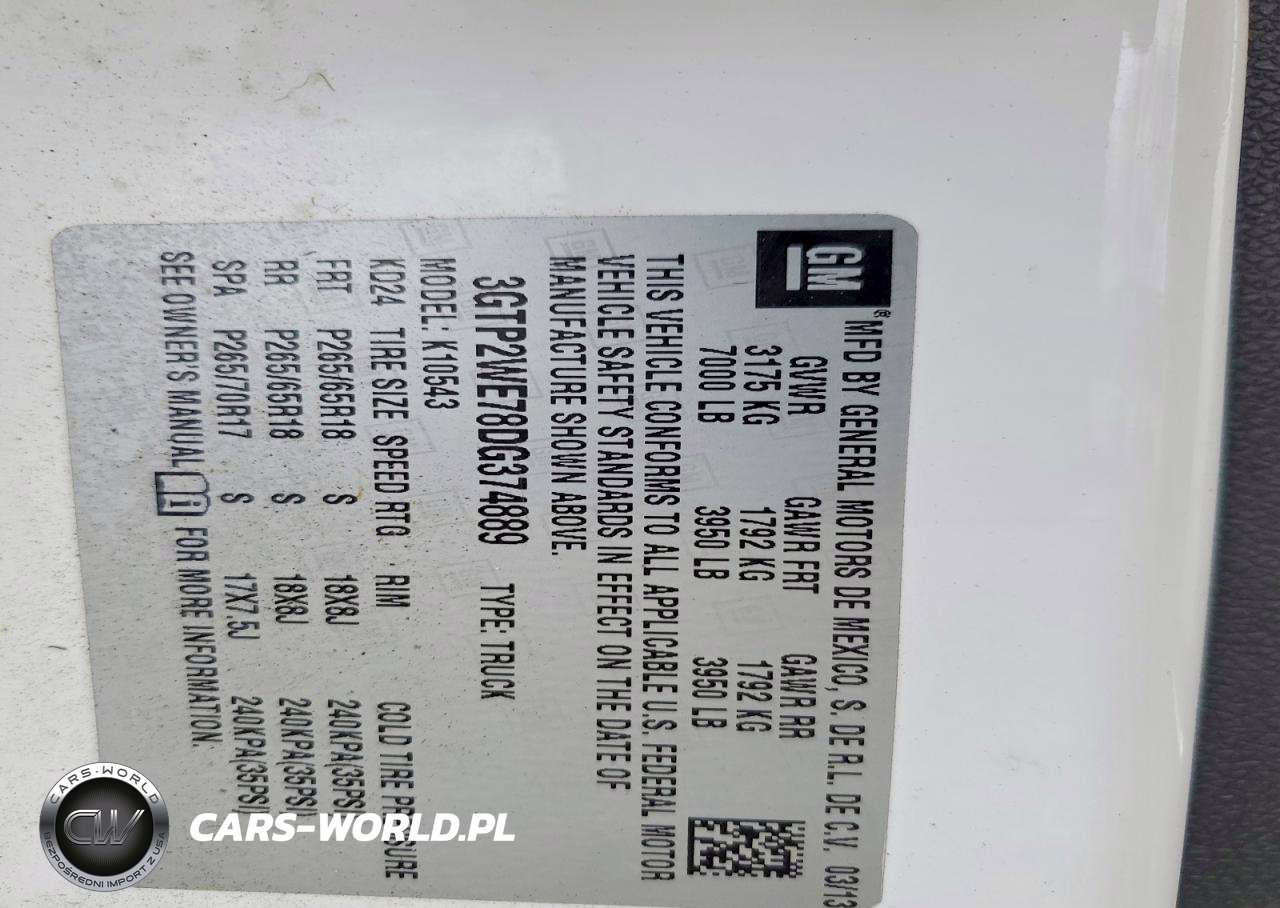 GM
® MFD BY GENERAL MOTORS DE MEXICO, S. DE R.L. DE C.V. 03/13
GVWR GAWR FRT GAWR RR
3175 KG 1792 KG 1792 KG
7000 LB 3950 LB 3950 LB
THIS VEHICLE CONFORMS TO ALL APPLICABLE U.S. FEDERAL MOTOR
VEHICLE SAFETY STANDARDS IN EFFECT ON THE DATE OF
MANUFACTURE SHOWN ABOVE.
3GTP2WE78DG374889 TYPE: TRUCK
MODEL: K10543
KD24 TIRE SIZE SPEED RTG RIM COLD TIRE PRESSURE
FRT P265/65R18 S 18X8J 240KPA(35PSI)
RR P265/65R18 S 18X8J 240KPA(35PSI)
SPA P265/70R17 S 17X7.5J 240KPA(35PSI)
SEE OWNER'S MANUAL i FOR MORE INFORMATION.
CARS-WORLD
CW
BEZPOŚREDNI IMPORT Z USA
CARS-WORLD.PL